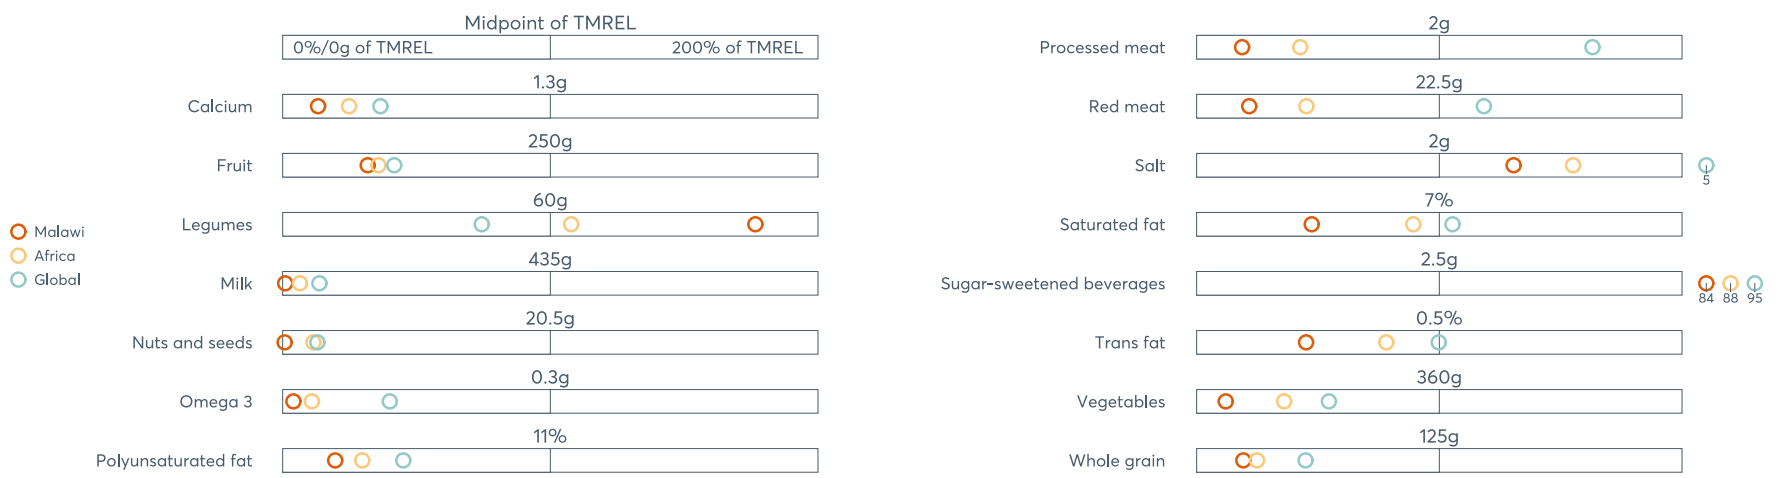 Midpoint of TMREL
0%/0g of TMREL
200% of TMREL
1.3g
Calcium
250g
Fruit
60g
Legumes
435g
Milk
20.5g
Nuts and seeds
0.3g
Omega 3
11%
Polyunsaturated fat
Malawi
Africa
Global
2g
Processed meat
22.5g
Red meat
2g
Salt
5
7%
Saturated fat
2.5g
Sugar-sweetened beverages
84 88 95
0.5%
Trans fat
360g
Vegetables
125g
Whole grain